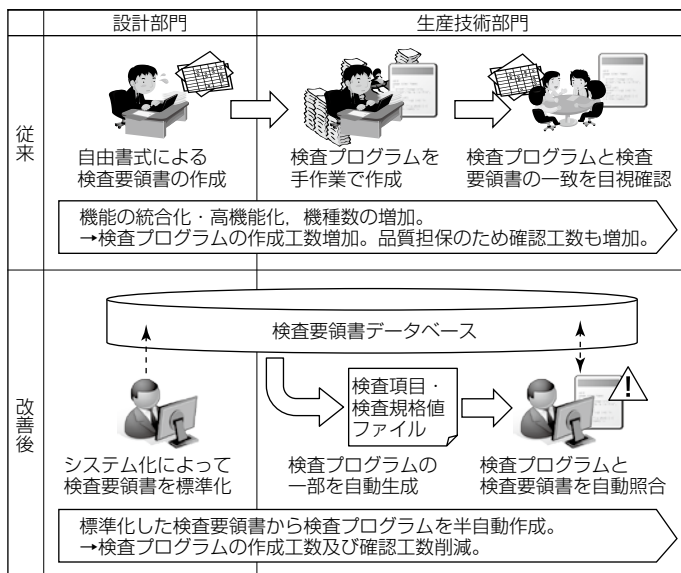 設計部門
生産技術部門
従来
自由書式による
検査要領書の作成
検査プログラムを
手作業で作成
検査プログラムと検査
要領書の一致を目視確認
機能の統合化・高機能化，機種数の増加。
→検査プログラムの作成工数増加。品質担保のため確認工数も増加。
改善後
検査要領書データベース
検査項目・
検査規格値
ファイル
システム化によって
検査要領書を標準化
検査プログラムの
一部を自動生成
検査プログラムと
検査要領書を自動照合
標準化した検査要領書から検査プログラムを半自動作成。
→検査プログラムの作成工数及び確認工数削減。